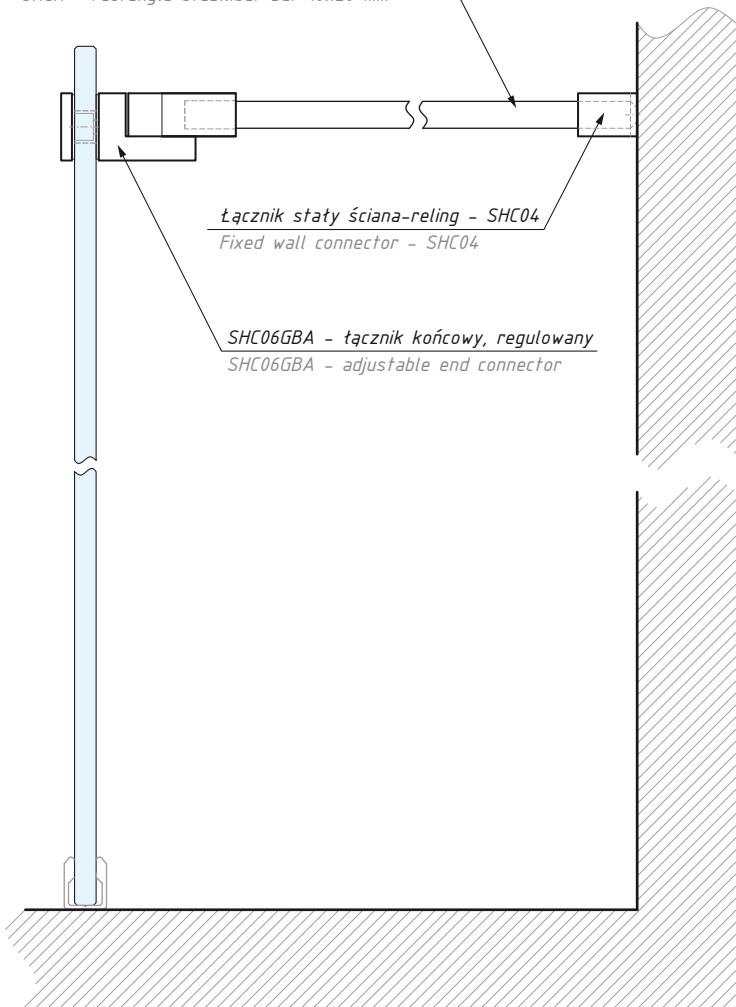 Łącznik stały ściana-reling - SHC04
Fixed wall connector - SHC04
SHC06GBA - łącznik końcowy, regulowany
SHC06GBA - adjustable end connector